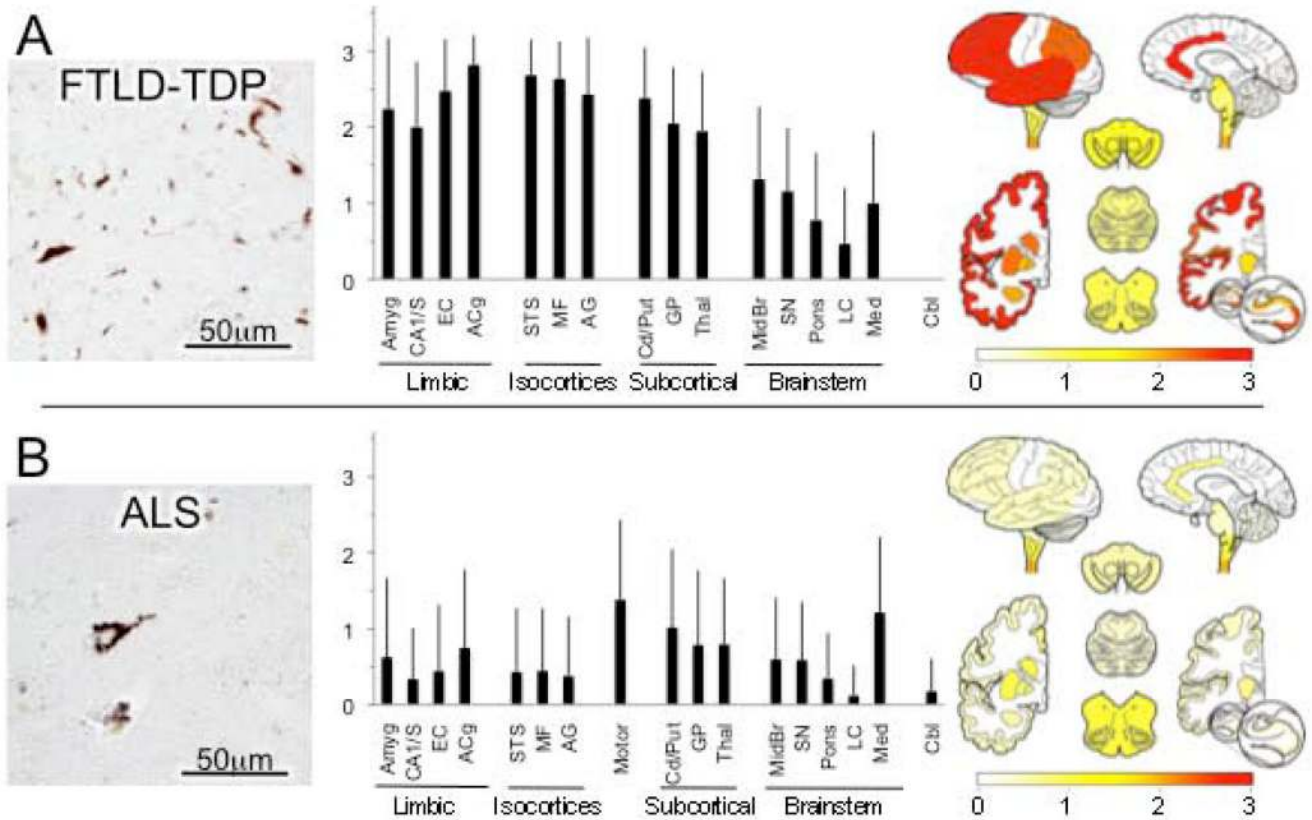 A
FTLD-TDP
50µm
3
2
1
0
Amyg
CA1/S
EC
ACg
STS
MF
AG
Cd/Put
GP
Thal
MidBr
SN
Pons
LC
Med
Cbl
Limbic
Isocortices
Subcortical
Brainstem
0 1 2 3
B
ALS
50µm
3
2
1
0
Amyg
CA1/S
EC
ACg
STS
MF
AG
Motor
Cd/Put
GP
Thal
MidBr
SN
Pons
LC
Med
Cbl
Limbic
Isocortices
Subcortical
Brainstem
0 1 2 3